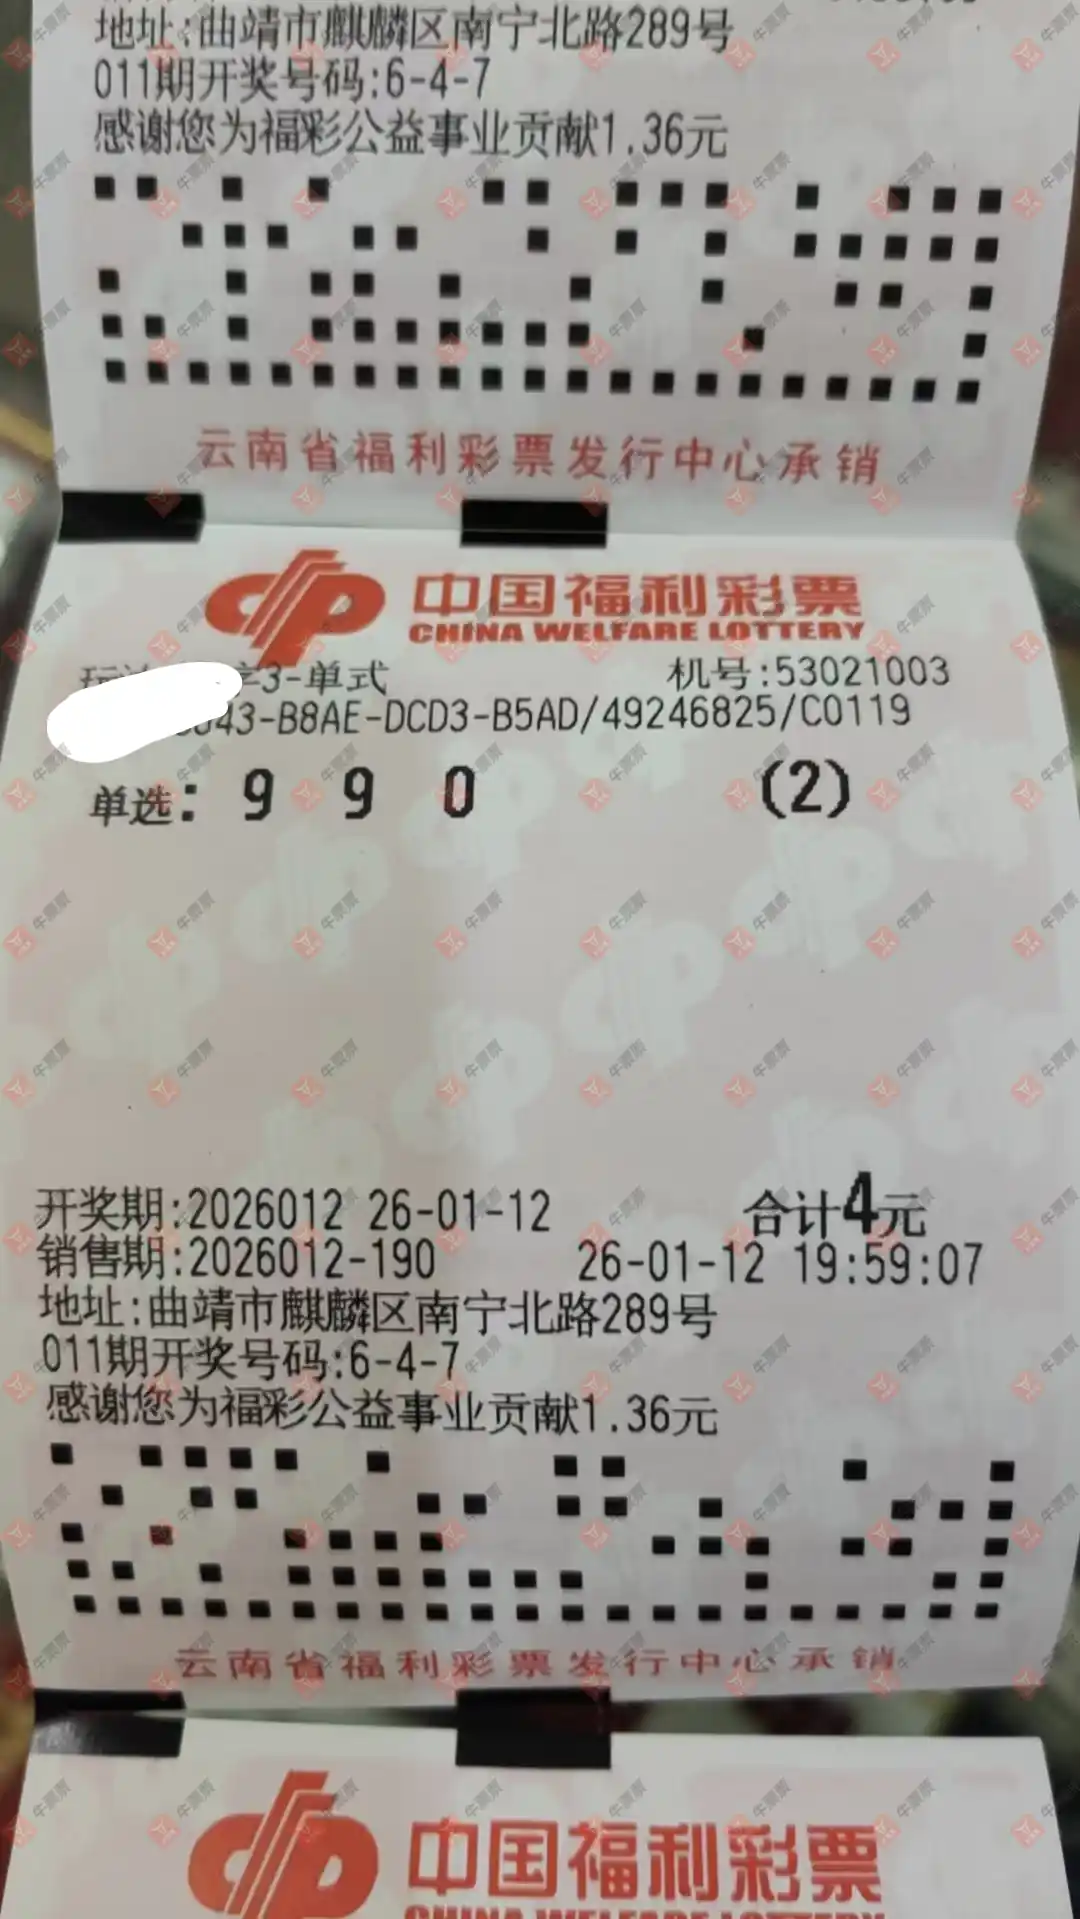 地址:曲靖市麒麟区南宁北路289号
011期开奖号码:6-4-7
感谢您为福彩公益事业贡献1.36元
云南省福利彩票发行中心承销
中国福利彩票
CHINA WELFARE LOTTERY
3-单式 机号:53021003
43-B8AE-DCD3-B5AD/49246825/C0119
单选: 9 9 0 (2)
开奖期:2026012 26-01-12 合计4元
销售期:2026012-190 26-01-12 19:59:07
地址:曲靖市麒麟区南宁北路289号
011期开奖号码:6-4-7
感谢您为福彩公益事业贡献1.36元
云南省福利彩票发行中心承销
中国福利彩票
CHINA WELFARE LOTTERY
牛票票